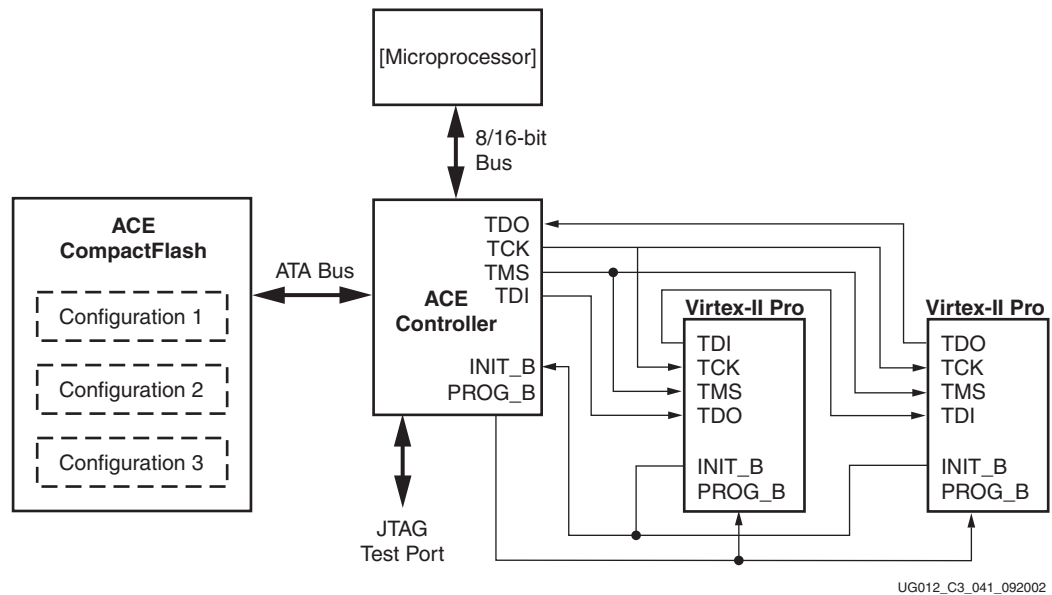 [Microprocessor]
8/16-bit
Bus
ACE
CompactFlash
Configuration 1
Configuration 2
Configuration 3
ATA Bus
ACE
Controller
TDO
TCK
TMS
TDI
INIT_B
PROG_B
JTAG
Test Port
Virtex-II Pro
TDI
TCK
TMS
TDO
INIT_B
PROG_B
Virtex-II Pro
TDO
TCK
TMS
TDI
INIT_B
PROG_B
UG012_C3_041_092002